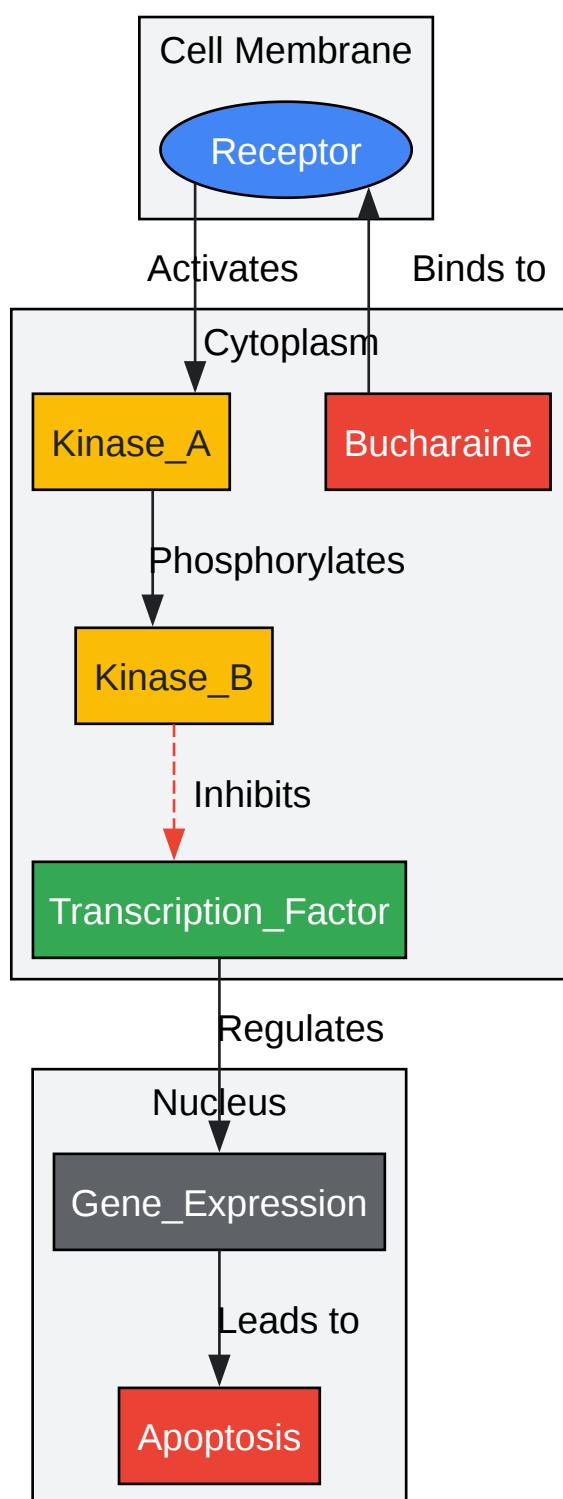 Cell Membrane
Receptor
Activates
Binds to
Cytoplasm
Kinase_A
Bucharaine
Phosphorylates
Kinase_B
Inhibits
Transcription_Factor
Regulates
Nucleus
Gene_Expression
Leads to
Apoptosis